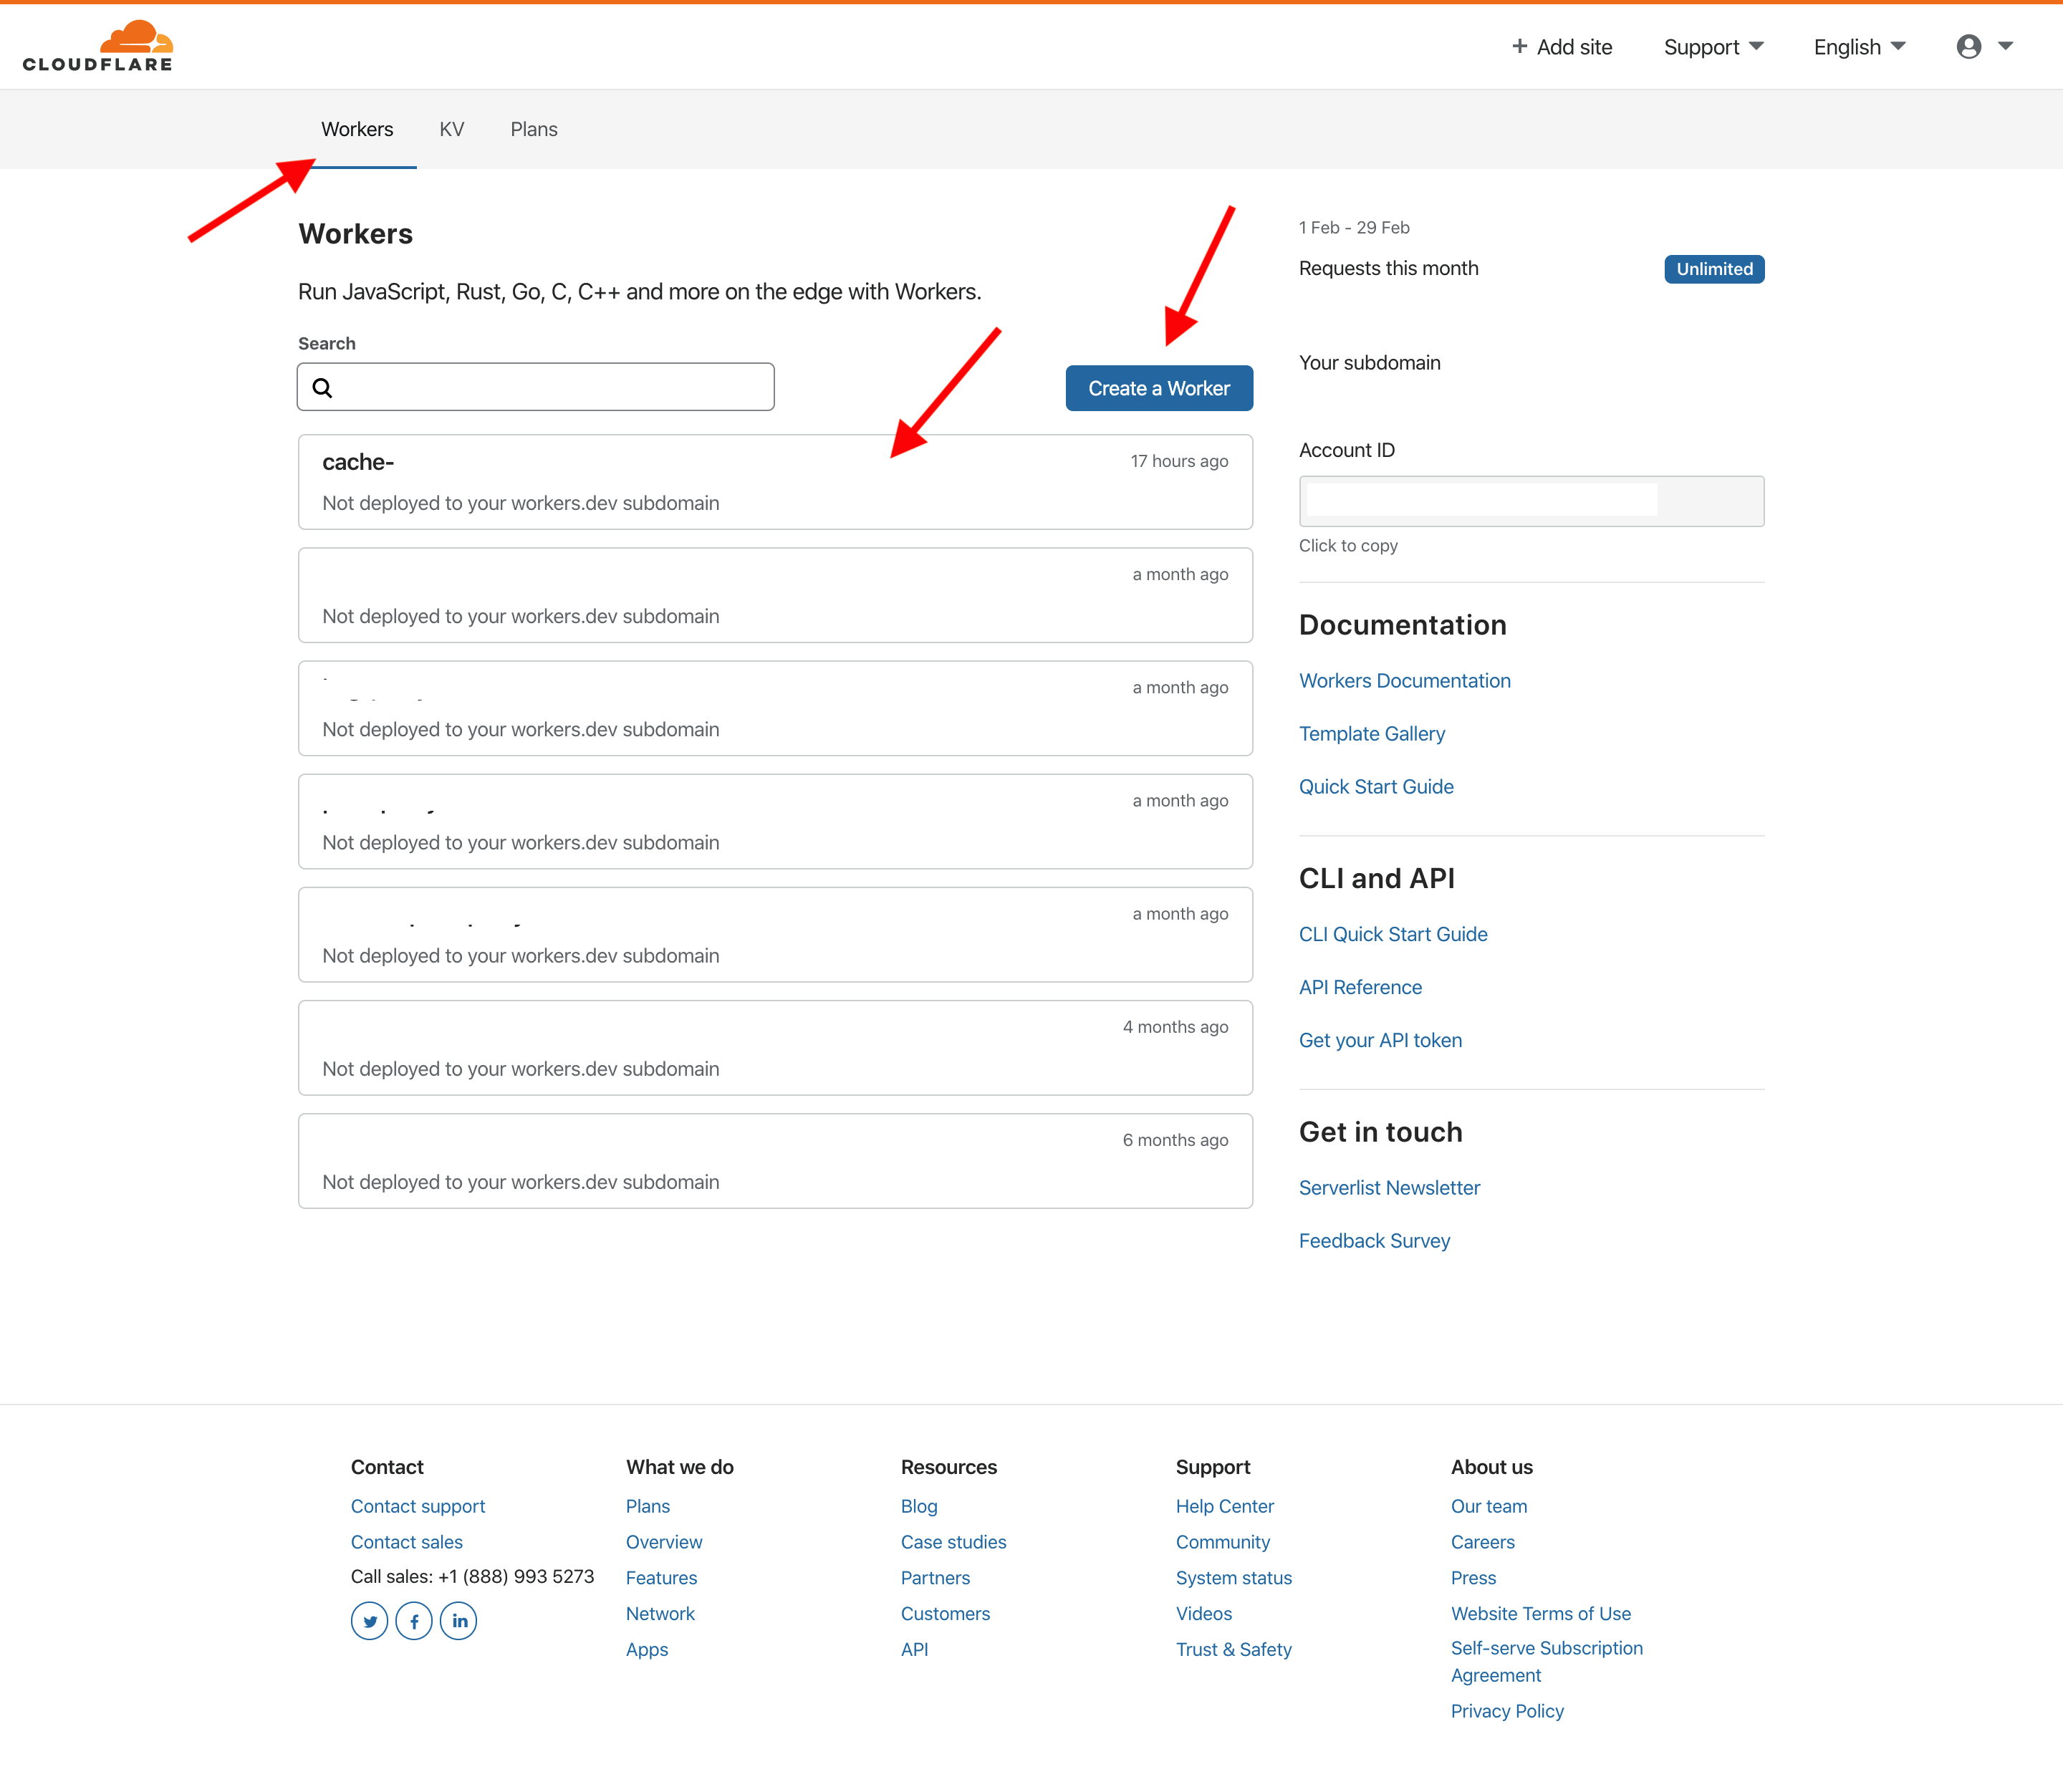 CLOUDFLARE
+ Add site
Support
English
Workers
KV
Plans
Workers
Run JavaScript, Rust, Go, C, C++ and more on the edge with Workers.
Search
Create a Worker
cache-
17 hours ago
Not deployed to your workers.dev subdomain
a month ago
Not deployed to your workers.dev subdomain
a month ago
Not deployed to your workers.dev subdomain
a month ago
Not deployed to your workers.dev subdomain
a month ago
Not deployed to your workers.dev subdomain
4 months ago
Not deployed to your workers.dev subdomain
6 months ago
Not deployed to your workers.dev subdomain
1 Feb - 29 Feb
Requests this month
Unlimited
Your subdomain
Account ID
Click to copy
Documentation
Workers Documentation
Template Gallery
Quick Start Guide
CLI and API
CLI Quick Start Guide
API Reference
Get your API token
Get in touch
Serverlist Newsletter
Feedback Survey
Contact
Contact support
Contact sales
Call sales: +1 (888) 993 5273
What we do
Plans
Overview
Features
Network
Apps
Resources
Blog
Case studies
Partners
Customers
API
Support
Help Center
Community
System status
Videos
Trust & Safety
About us
Our team
Careers
Press
Website Terms of Use
Self-serve Subscription
Agreement
Privacy Policy